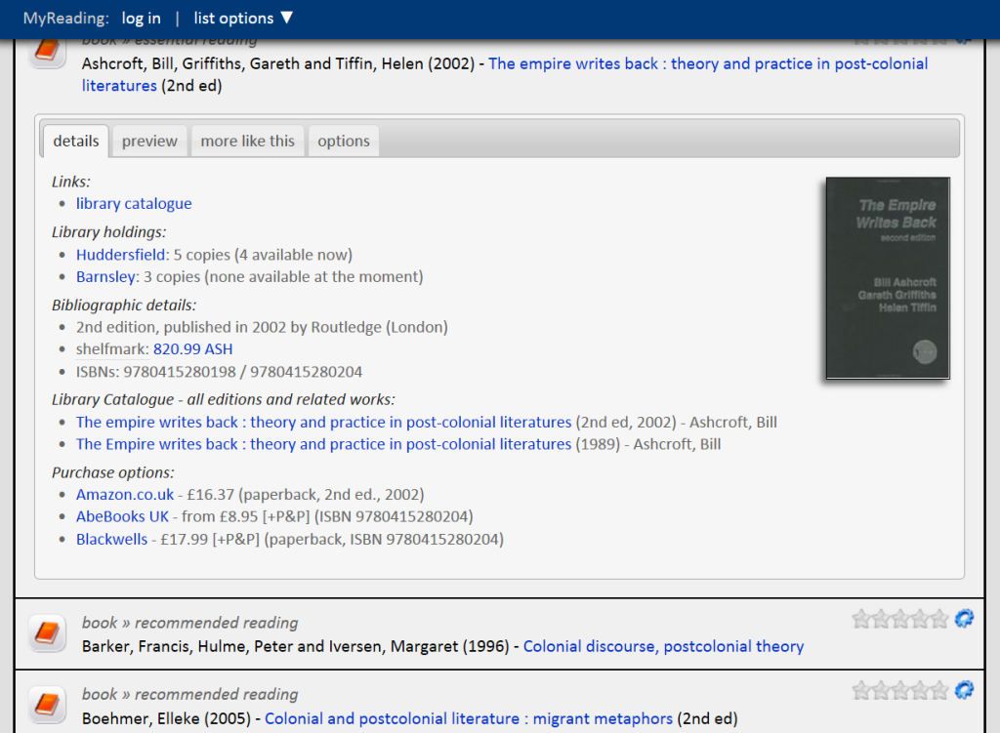 MyReading: log in | list options ▼
book » essential reading
Ashcroft, Bill, Griffiths, Gareth and Tiffin, Helen (2002) - The empire writes back : theory and practice in post-colonial
literatures (2nd ed)
details preview more like this options
Links:
• library catalogue
Library holdings:
• Huddersfield: 5 copies (4 available now)
• Barnsley: 3 copies (none available at the moment)
Bibliographic details:
• 2nd edition, published in 2002 by Routledge (London)
• shelfmark: 820.99 ASH
• ISBNs: 9780415280198 / 9780415280204
Library Catalogue - all editions and related works:
• The empire writes back : theory and practice in post-colonial literatures (2nd ed, 2002) - Ashcroft, Bill
• The Empire writes back : theory and practice in post-colonial literatures (1989) - Ashcroft, Bill
Purchase options:
• Amazon.co.uk - £16.37 (paperback, 2nd ed., 2002)
• AbeBooks UK - from £8.95 [+P&P] (ISBN 9780415280204)
• Blackwells - £17.99 [+P&P] (paperback, ISBN 9780415280204)
The Empire
Writes Back
second edition
Bill Ashcroft
Gareth Griffiths
Helen Tiffin
book » recommended reading
Barker, Francis, Hulme, Peter and Iversen, Margaret (1996) - Colonial discourse, postcolonial theory
book » recommended reading
Boehmer, Elleke (2005) - Colonial and postcolonial literature : migrant metaphors (2nd ed)